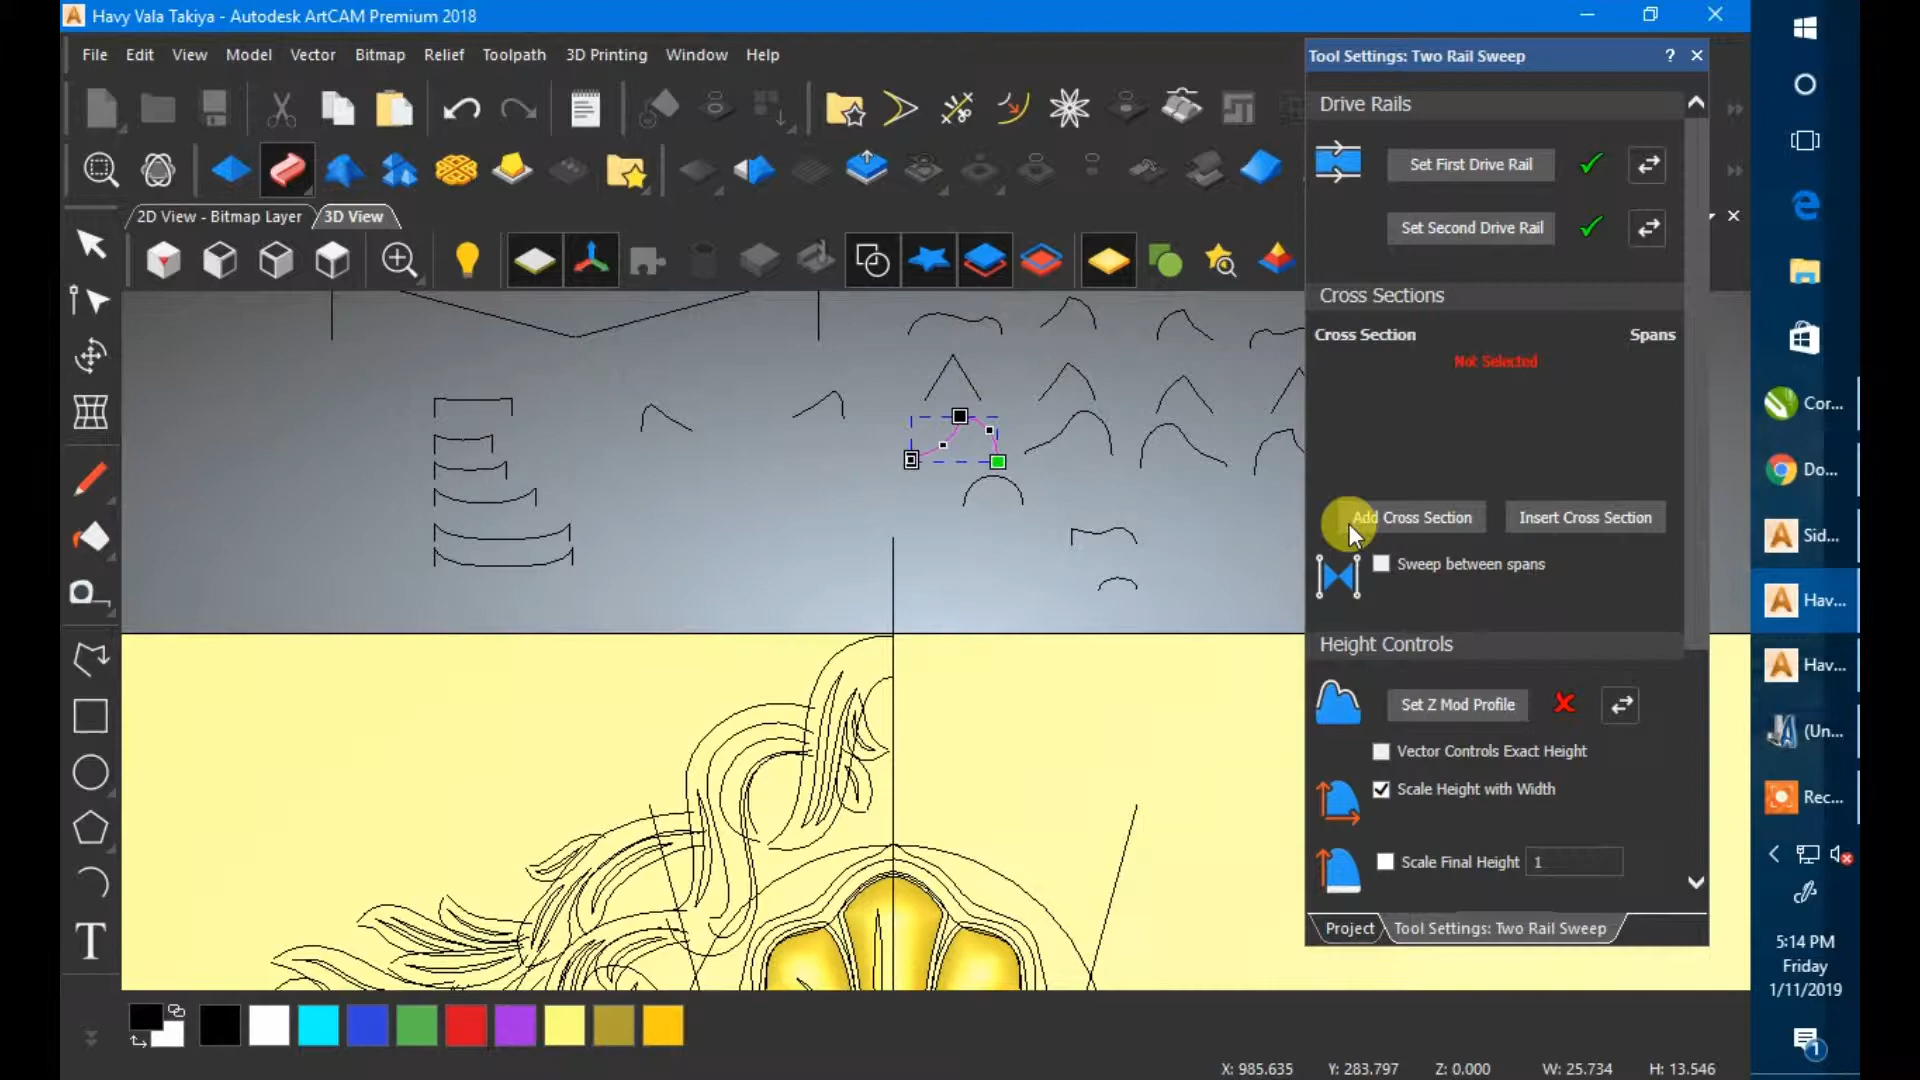 Havy Vala Takiya - Autodesk ArtCAM Premium 2018
File Edit View Model Vector Bitmap Relief Toolpath 3D Printing Window Help
Tool Settings: Two Rail Sweep
?
Drive Rails
Set First Drive Rail
2D View - Bitmap Layer
3D View
Set Second Drive Rail
Cross Sections
Cross Section Spans
Not Selected
Add Cross Section
Insert Cross Section
Sweep between spans
Height Controls
Set Z Mod Profile
Vector Controls Exact Height
Scale Height with Width
Scale Final Height 1
Project
Tool Settings: Two Rail Sweep
T
X: 985.635 Y: 283.797 Z: 0.000 W: 25.734 H: 13.546
Cor...
Do...
Sid...
Hav...
Hav...
(Un...
Rec...
5:14 PM
Friday
1/11/2019
1